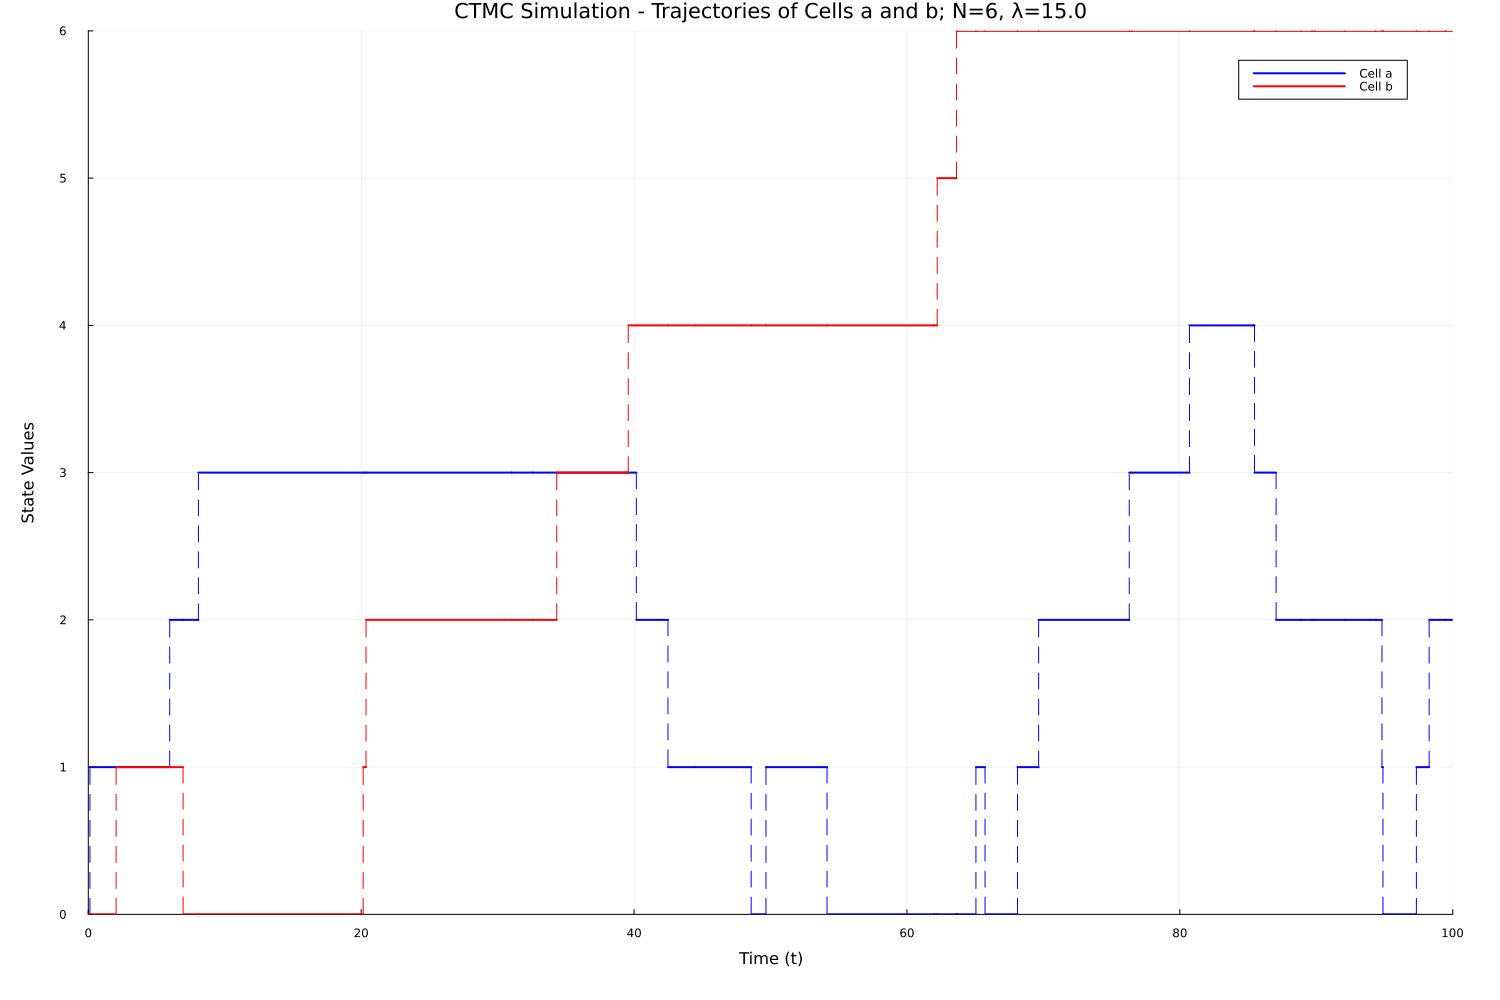 CTMC Simulation - Trajectories of Cells a and b; N=6, λ=15.0
6
Cell a
Cell b
5
4
State Values
3
2
1
0
0 20 40 60 80 100
Time (t)